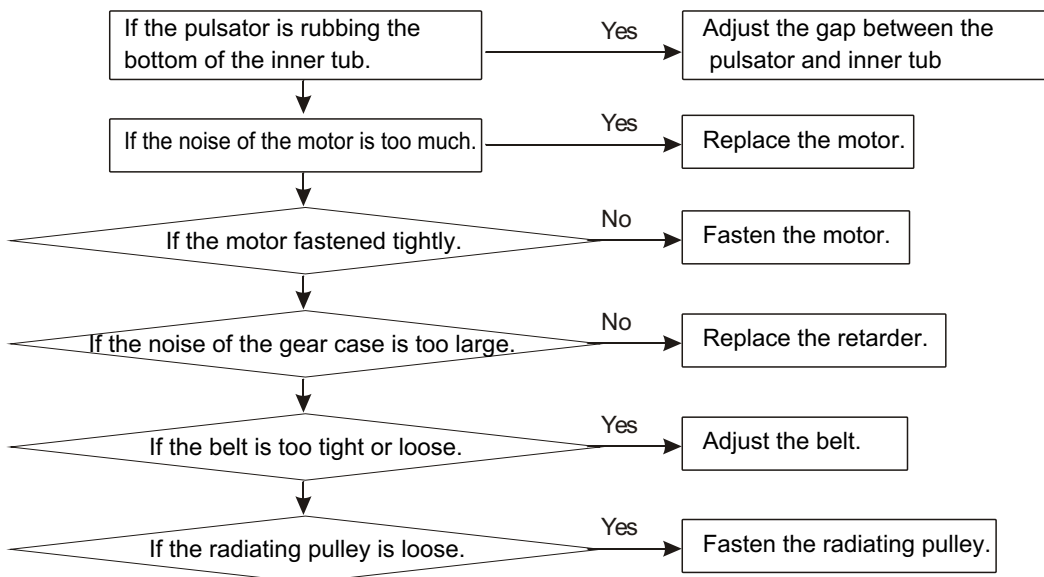 If the pulsator is rubbing the
bottom of the inner tub.
Yes
Adjust the gap between the
pulsator and inner tub
If the noise of the motor is too much.
Yes
Replace the motor.
If the motor fastened tightly.
No
Fasten the motor.
If the noise of the gear case is too large.
No
Replace the retarder.
If the belt is too tight or loose.
Yes
Adjust the belt.
If the radiating pulley is loose.
Yes
Fasten the radiating pulley.